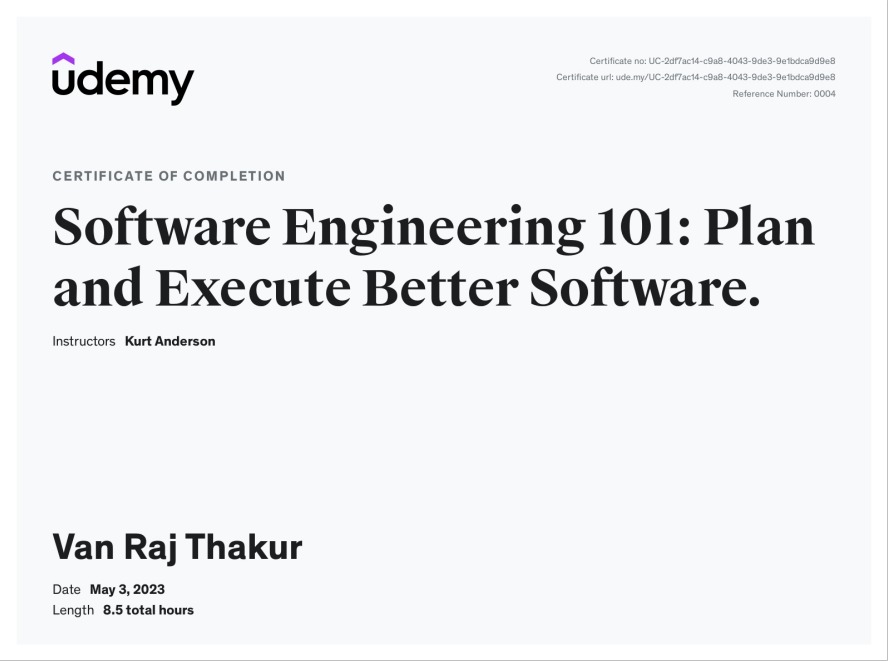 udemy
Certificate no: UC-2df7ac14-c9a8-4043-9de3-9e1bdca9d9e8
Certificate url: ude.my/UC-2df7ac14-c9a8-4043-9de3-9e1bdca9d9e8
Reference Number: 0004
CERTIFICATE OF COMPLETION
Software Engineering 101: Plan
and Execute Better Software.
Instructors Kurt Anderson
Van Raj Thakur
Date May 3, 2023
Length 8.5 total hours